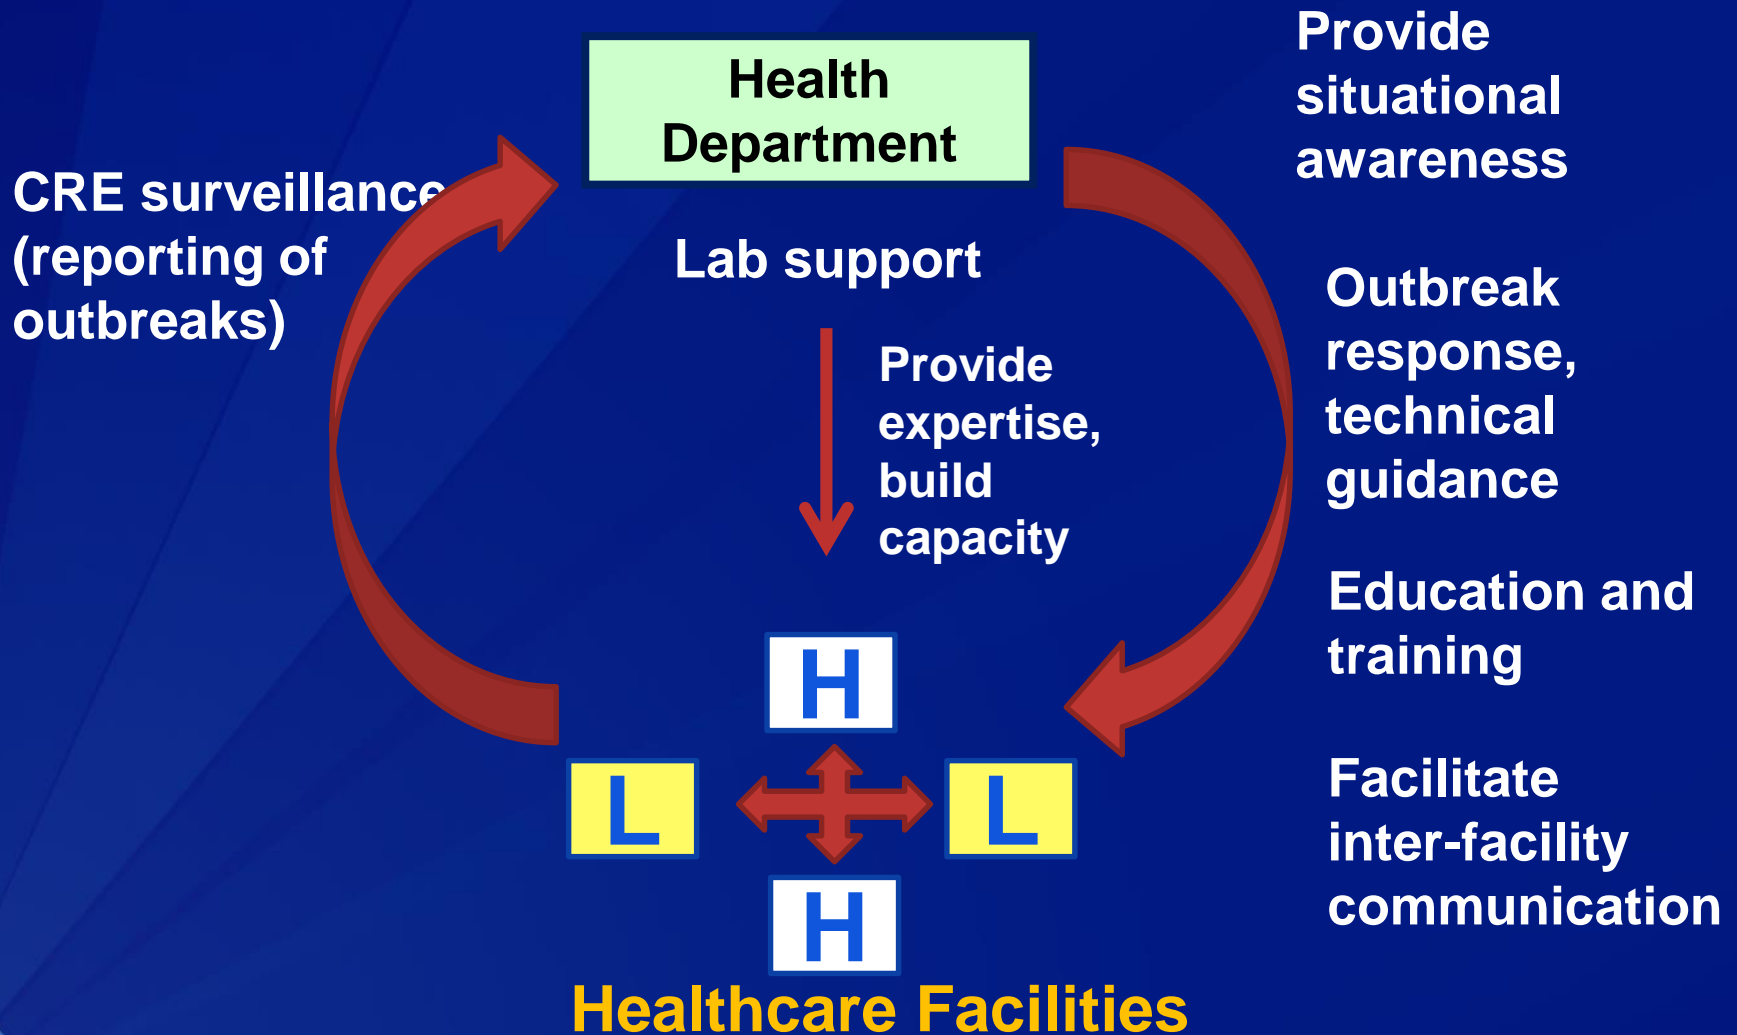 Health
Department
CRE surveillance
(reporting of
outbreaks)
Lab support
Provide
expertise,
build
capacity
Provide
situational
awareness
Outbreak
response,
technical
guidance
Education and
training
Facilitate
inter-facility
communication
H
L
L
H
Healthcare Facilities